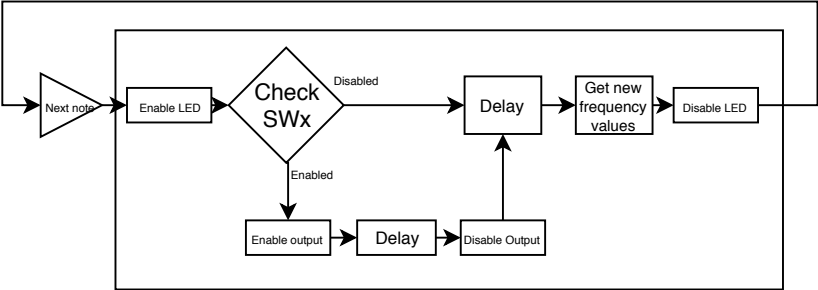 Next note
Enable LED
Check
SWx
Disabled
Enabled
Delay
Get new
frequency
values
Disable LED
Enable output
Delay
Disable Output